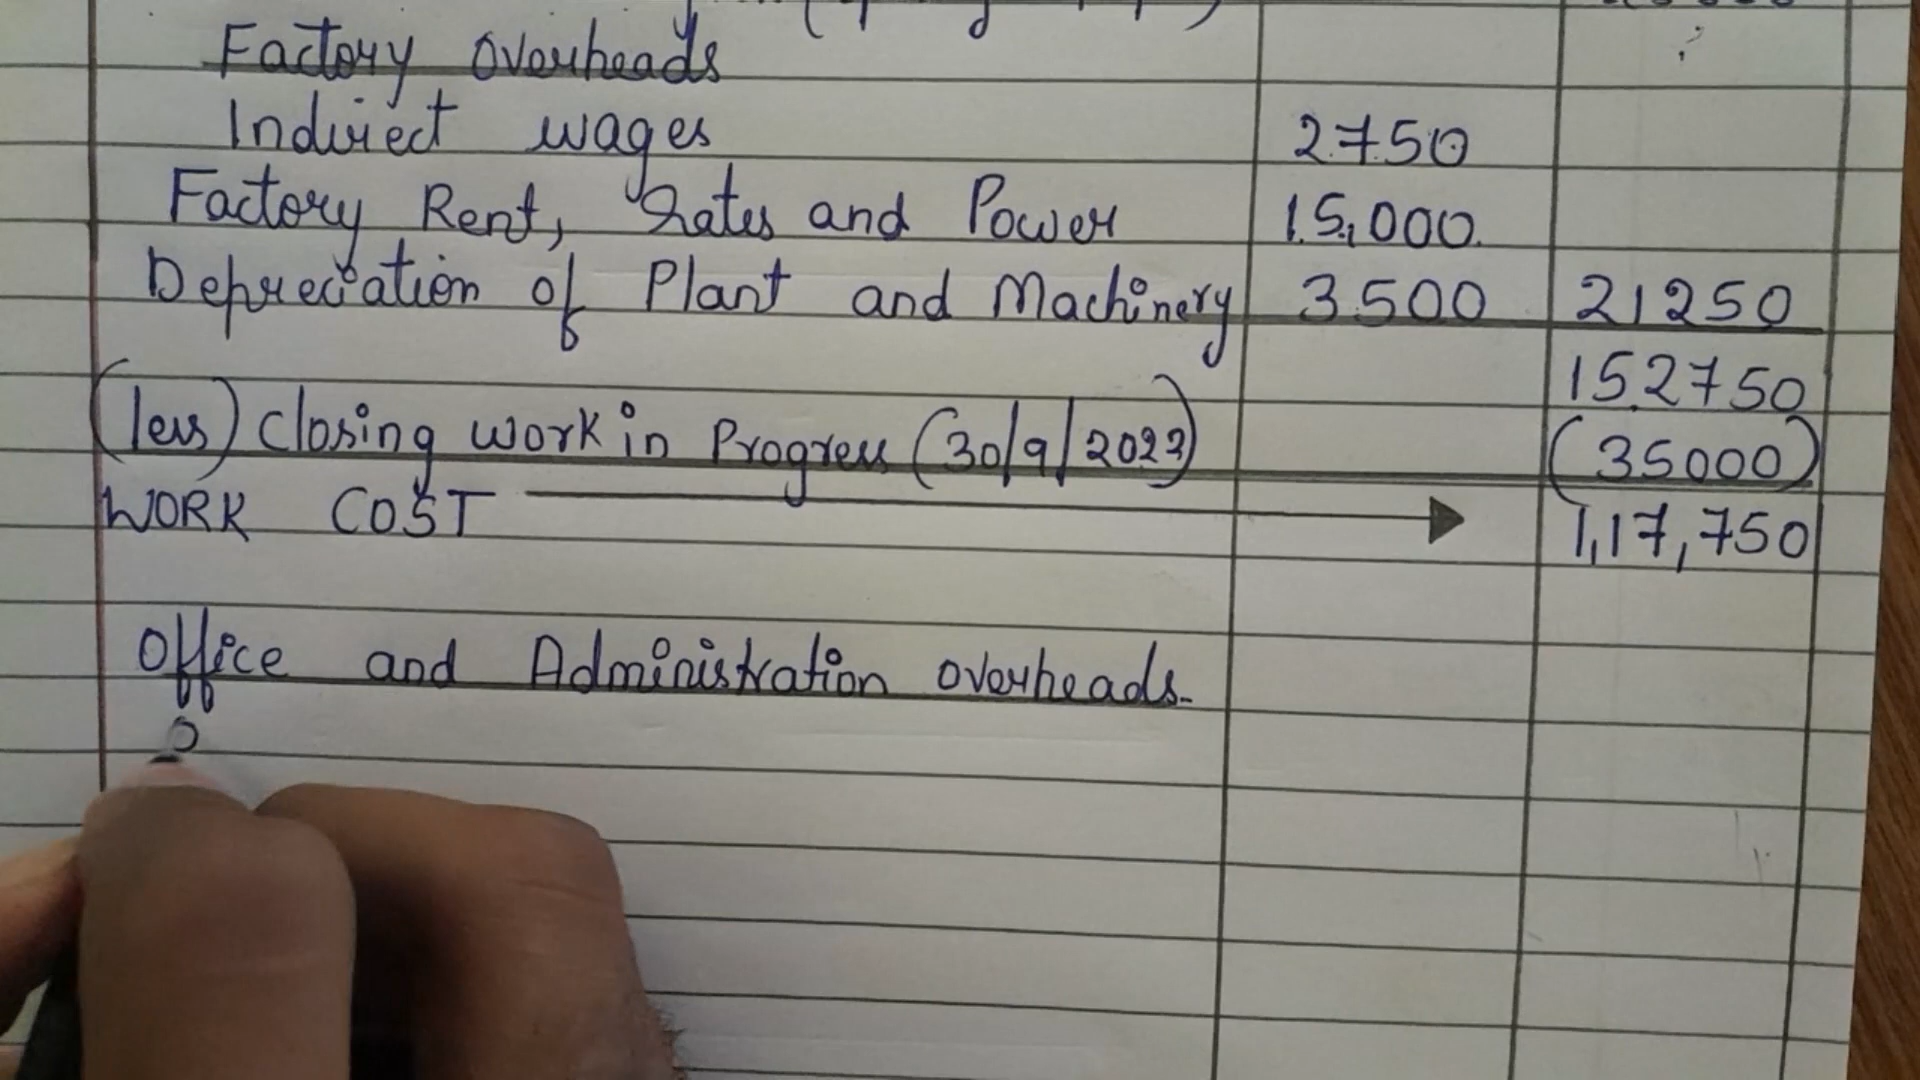 Factory Overheads
Indirect wages 2750
Factory Rent, Rates and Power 15,000
Depreciation of Plant and Machinery 3500 21250
152750
(less) Closing work in Progress (30/9/2022) (35000)
WORK COST 1,17,750
Office and Administration overheads.
O